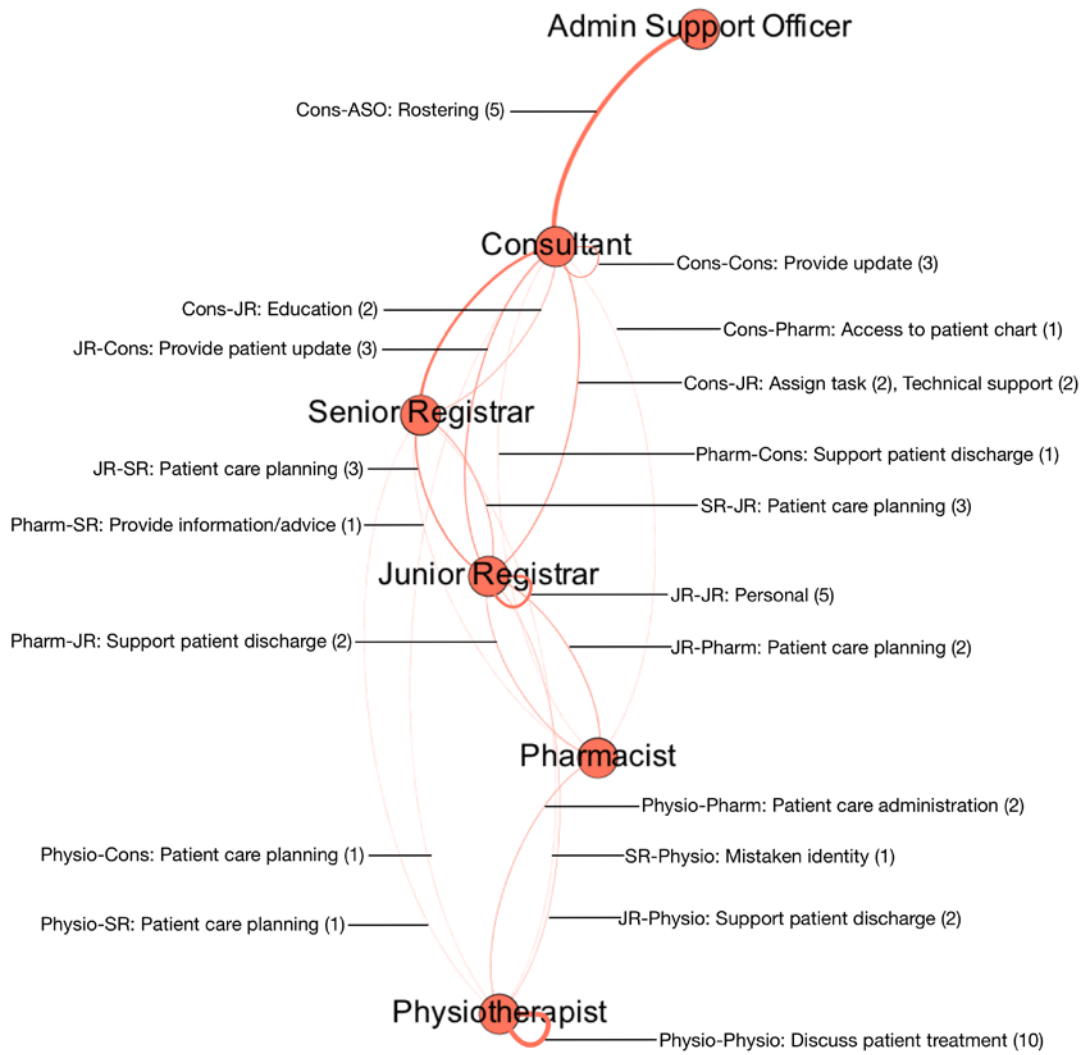 Admin Support Officer
Cons-ASO: Rostering (5)
Consultant
Cons-Cons: Provide update (3)
Cons-JR: Education (2)
Cons-Pharm: Access to patient chart (1)
JR-Cons: Provide patient update (3)
Cons-JR: Assign task (2), Technical support (2)
Senior Registrar
Pharm-Cons: Support patient discharge (1)
JR-SR: Patient care planning (3)
SR-JR: Patient care planning (3)
Pharm-SR: Provide information/advice (1)
Junior Registrar
JR-JR: Personal (5)
Pharm-JR: Support patient discharge (2)
JR-Pharm: Patient care planning (2)
Pharmacist
Physio-Pharm: Patient care administration (2)
Physio-Cons: Patient care planning (1)
SR-Physio: Mistaken identity (1)
Physio-SR: Patient care planning (1)
JR-Physio: Support patient discharge (2)
Physiotherapist
Physio-Physio: Discuss patient treatment (10)